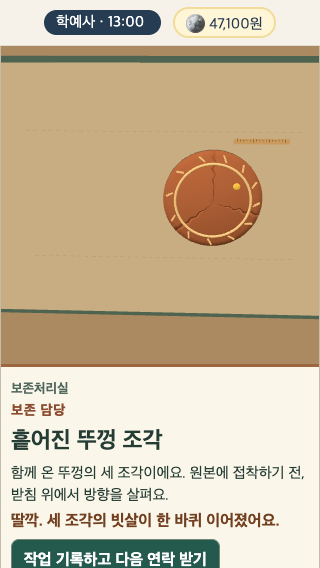 학예사 · 13:00
47,100원
보존처리실
보존 담당
흩어진 뚜껑 조각
함께 온 뚜껑의 세 조각이에요. 원본에 접착하기 전,
받침 위에서 방향을 살펴요.
딸깍. 세 조각의 빗살이 한 바퀴 이어졌어요.
작업 기록하고 다음 연락 받기